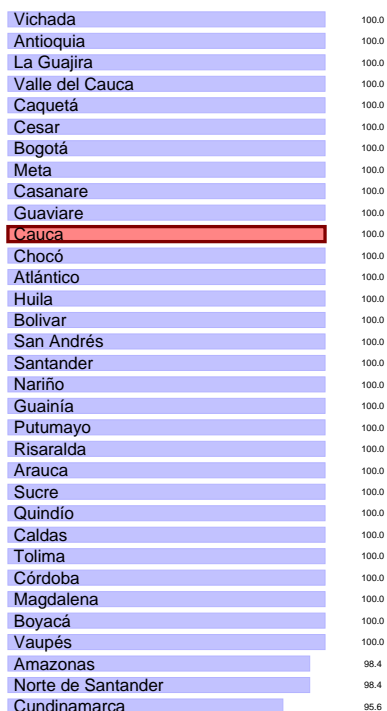 Vichada 100.0
Antioquia 100.0
La Guajira 100.0
Valle del Cauca 100.0
Caquetá 100.0
Cesar 100.0
Bogotá 100.0
Meta 100.0
Casanare 100.0
Guaviare 100.0
Cauca 100.0
Chocó 100.0
Atlántico 100.0
Huila 100.0
Bolivar 100.0
San Andrés 100.0
Santander 100.0
Nariño 100.0
Guainía 100.0
Putumayo 100.0
Risaralda 100.0
Arauca 100.0
Sucre 100.0
Quindío 100.0
Caldas 100.0
Tolima 100.0
Córdoba 100.0
Magdalena 100.0
Boyacá 100.0
Vaupés 100.0
Amazonas 98.4
Norte de Santander 98.4
Cundinamarca 95.6